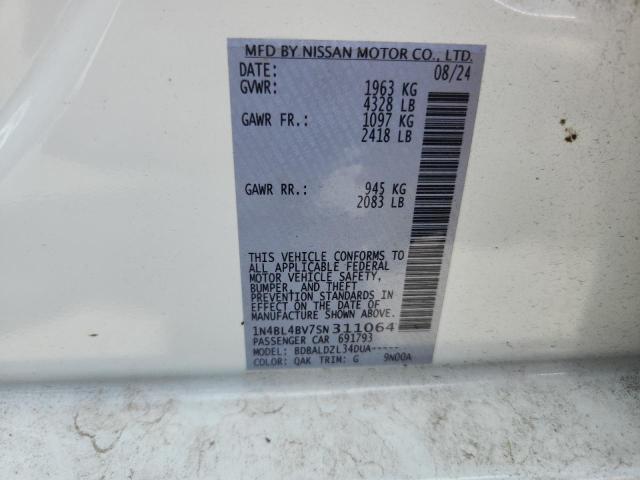 MFD BY NISSAN MOTOR CO., LTD.
DATE: 08/24
GVWR: 1963 KG
4328 LB
GAWR FR.: 1097 KG
2418 LB
GAWR RR.: 945 KG
2083 LB
THIS VEHICLE CONFORMS TO
ALL APPLICABLE FEDERAL
MOTOR VEHICLE SAFETY,
BUMPER, AND THEFT
PREVENTION STANDARDS IN
EFFECT ON THE DATE OF
MANUFACTURE SHOWN ABOVE.
1N4BL4BV7SN311064
PASSENGER CAR 691793
MODEL: BDBALDZL34DUA-----
COLOR: QAK TRIM: G 9N00A